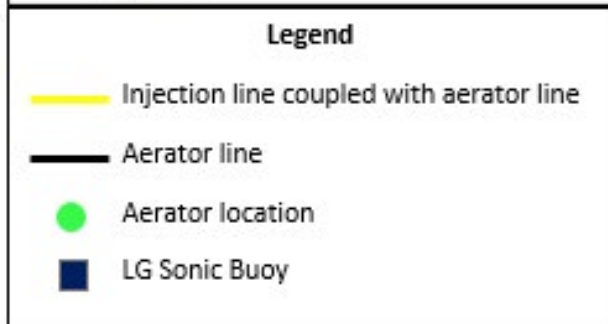 Legend
Injection line coupled with aerator line
Aerator line
Aerator location
LG Sonic Buoy